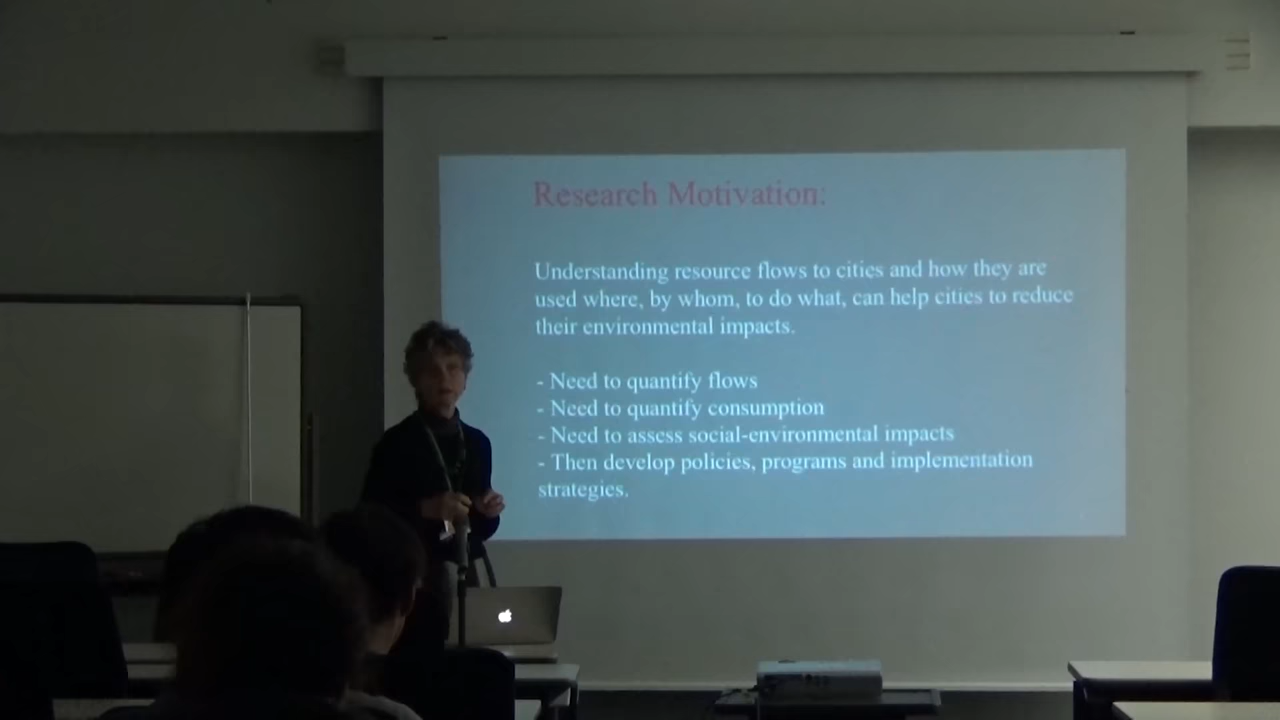 Research Motivation:
Understanding resource flows to cities and how they are
used where, by whom, to do what, can help cities to reduce
their environmental impacts.
- Need to quantify flows
- Need to quantify consumption
- Need to assess social-environmental impacts
- Then develop policies, programs and implementation
strategies.